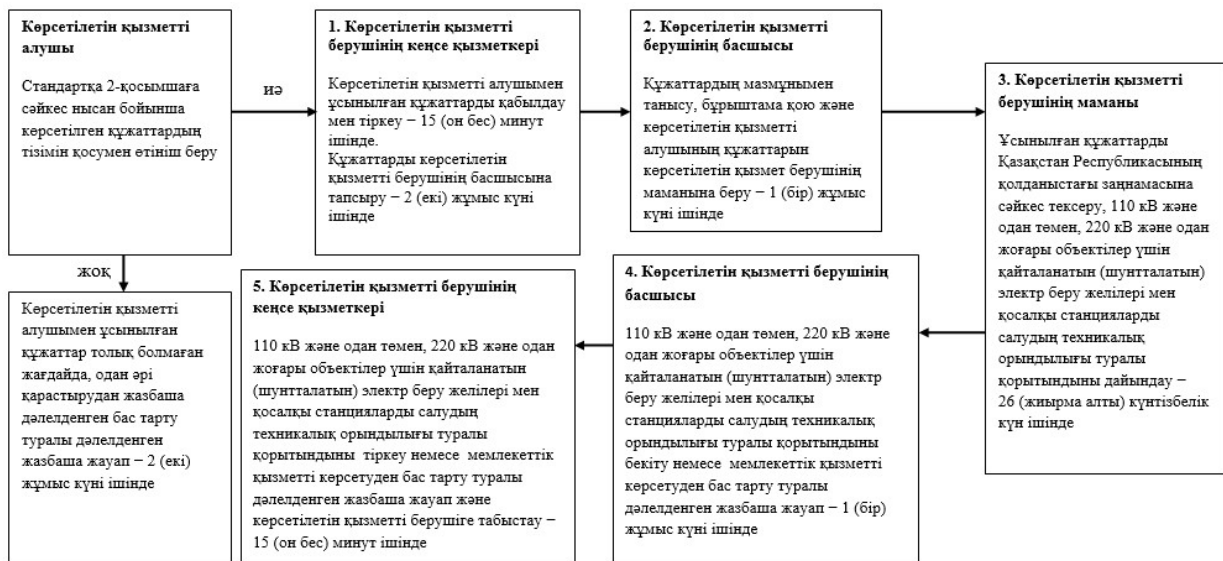 Көрсетілетін қызметті
алушы
Стандартқа 2-қосымшаға
сәйкес нысан бойынша
көрсетілген құжаттардың
тізімін қосумен өтініш беру
иә
1. Көрсетілетін қызметті
берушінің кеңсе қызметкері
Көрсетілетін қызметті алушымен
ұсынылған құжаттарды қабылдау
мен тіркеу – 15 (он бес) минут
ішінде.
Құжаттарды көрсетілетін
қызметті берушінің басшысына
тапсыру – 2 (екі) жұмыс күні
ішінде
2. Көрсетілетін қызметті
берушінің басшысы
Құжаттардың мазмұнымен
танысу, бұрыштама қою және
көрсетілетін қызметті
алушының құжаттарын
көрсетілетін қызмет берушінің
маманына беру – 1 (бір) жұмыс
күні ішінде
3. Көрсетілетін қызметті
берушінің маманы
Ұсынылған құжаттарды
Қазақстан Республикасының
қолданыстағы заңнамасына
сәйкес тексеру, 110 кВ және
одан төмен, 220 кВ және одан
жоғары объектілер үшін
қайталанатын (шунтталатын)
электр беру желілері мен
қосалқы станцияларды
салудың техникалық
орындылығы туралы
қорытындыны дайындау –
26 (жиырма алты) күнтізбелік
күн ішінде
4. Көрсетілетін қызметті берушінің
басшысы
110 кВ және одан төмен, 220 кВ және
одан жоғары объектілер үшін
қайталанатын (шунтталатын) электр
беру желілері мен қосалқы
станцияларды салудың техникалық
орындылығы туралы қорытындыны
бекіту немесе мемлекеттік қызметті
көрсетуден бас тарту туралы
дәлелденген жазбаша жауап – 1 (бір)
жұмыс күні ішінде
5. Көрсетілетін қызметті берушінің
кеңсе қызметкері
110 кВ және одан төмен, 220 кВ және одан
жоғары объектілер үшін қайталанатын
(шунтталатын) электр беру желілері мен
қосалқы станцияларды салудың
техникалық орындылығы туралы
қорытындыны тіркеу немесе мемлекеттік
қызметті көрсетуден бас тарту туралы
дәлелденген жазбаша жауап және
көрсетілетін қызметті берушіге табыстау –
15 (он бес) минут ішінде
жоқ
Көрсетілетін қызметті
алушымен ұсынылған
құжаттар толық болмаған
жағдайда, одан әрі
қарастырудан жазбаша
дәлелденген бас тарту
туралы дәлелденген
жазбаша жауап – 2 (екі)
жұмыс күні ішінде